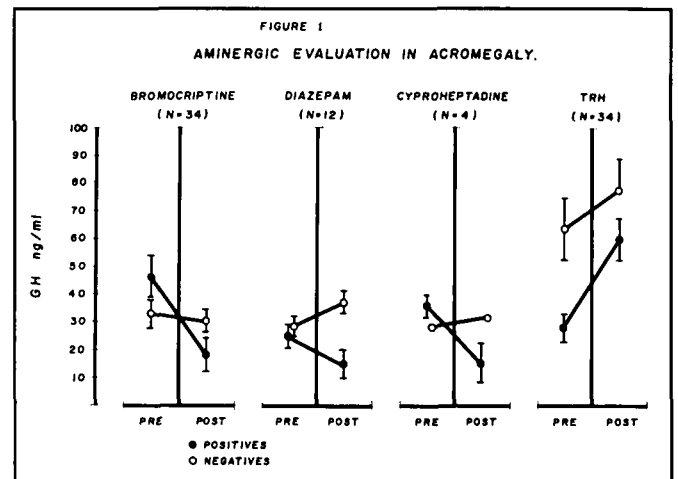 FIGURE 1
AMINERGIC EVALUATION IN ACROMEGALY.
BROMOCRIPTINE DIAZEPAM CYPROHEPTADINE TRH
(N=34) (N=12) (N=4) (N=34)
100
90
80
70
60
50
40
30
20
10
GH ng/ml
PRE POST PRE POST PRE POST PRE POST
● POSITIVES
○ NEGATIVES